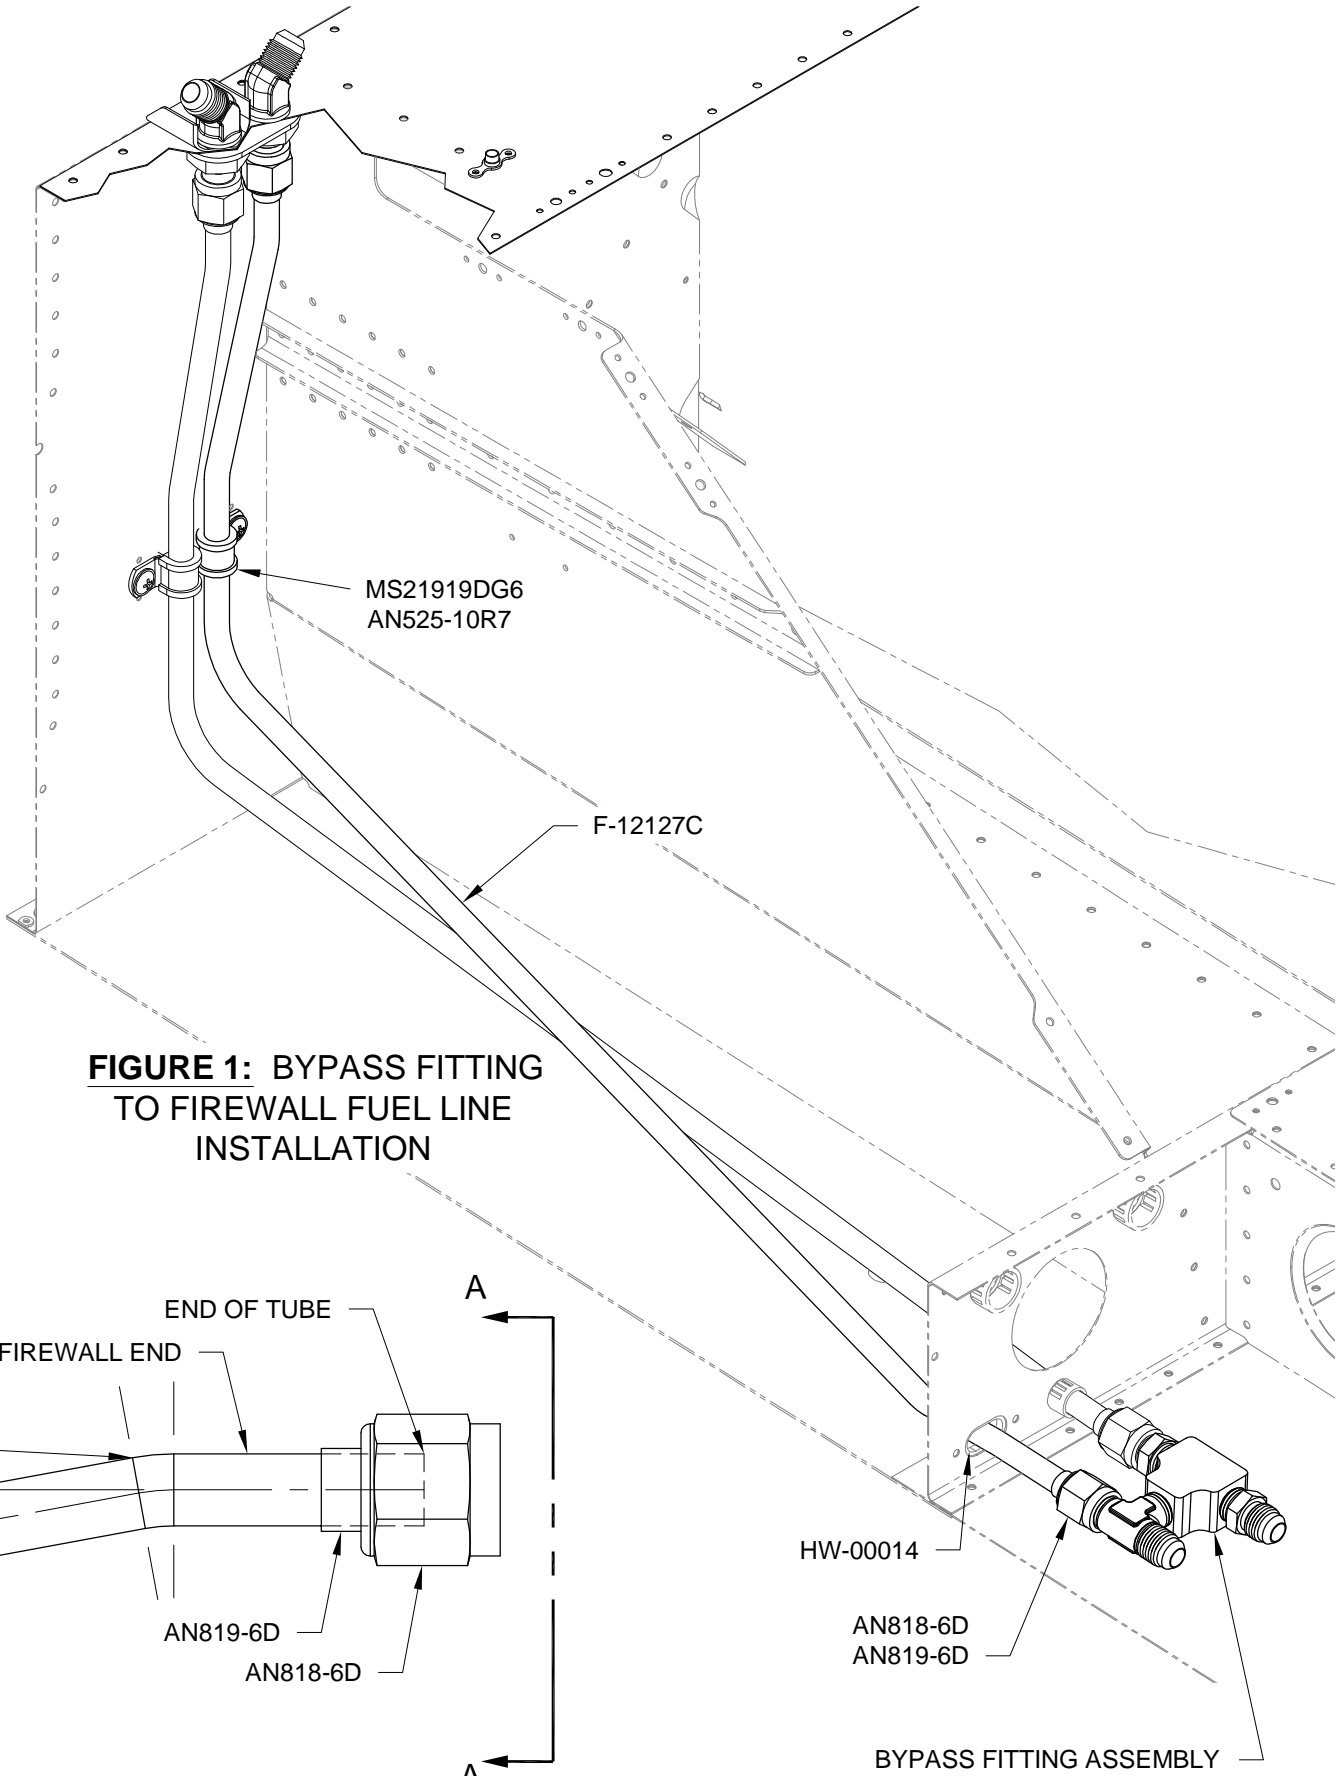 MS21919DG6
AN525-10R7
F-12127C
FIGURE 1: BYPASS FITTING
TO FIREWALL FUEL LINE
INSTALLATION
A
END OF TUBE
FIREWALL END
HW-00014
AN818-6D
AN819-6D
AN819-6D
AN818-6D
BYPASS FITTING ASSEMBLY
A